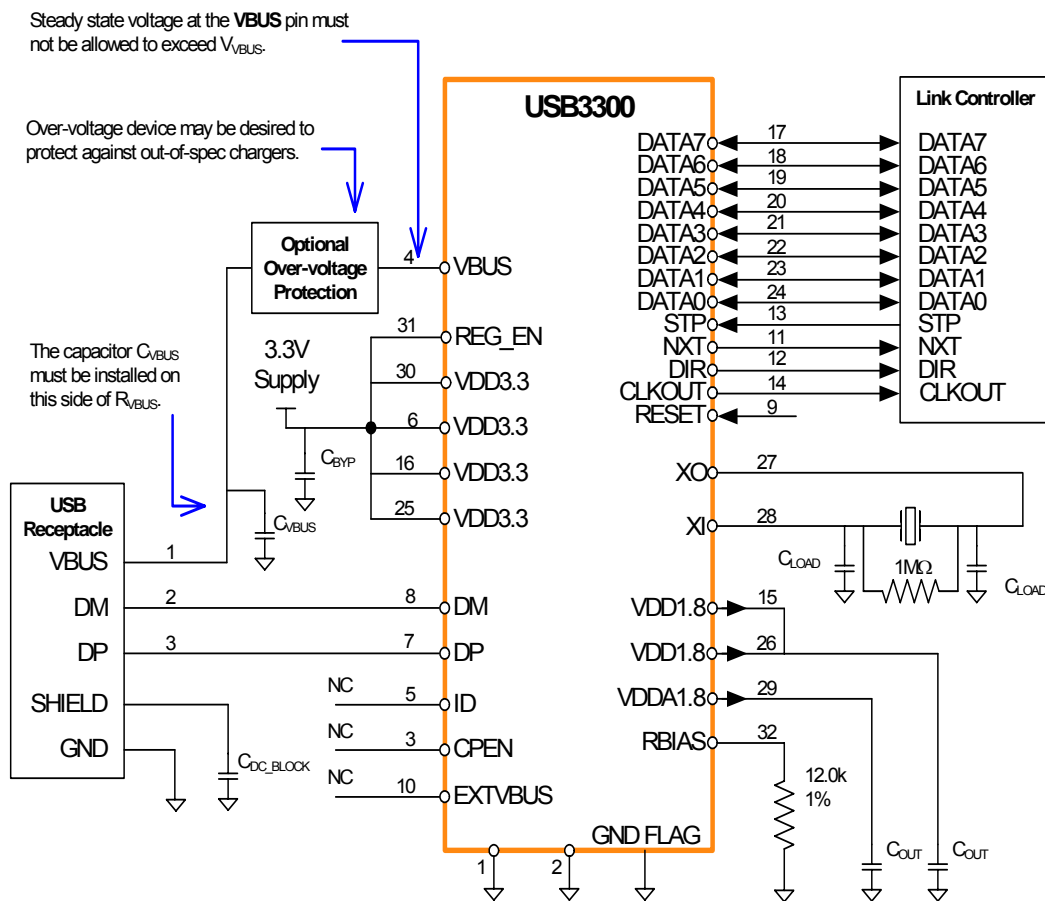 Steady state voltage at the VBUS pin must
not be allowed to exceed VVBUS.
Over-voltage device may be desired to
protect against out-of-spec chargers.
Optional
Over-voltage
Protection
The capacitor CVBUS
must be installed on
this side of RVBUS.
3.3V
Supply
CBYP
CVBUS
USB
Receptacle
VBUS
1
DM
2
DP
3
SHIELD
GND
CDC_BLOCK
USB3300
4
VBUS
31
REG_EN
30
VDD3.3
6
VDD3.3
16
VDD3.3
25
VDD3.3
8
DM
7
DP
NC
5
ID
NC
3
CPEN
NC
10
EXTVBUS
1
2
GND FLAG
DATA7
17
DATA6
18
DATA5
19
DATA4
20
DATA3
21
DATA2
22
DATA1
23
DATA0
24
STP
13
NXT
11
DIR
12
CLKOUT
14
RESET
9
XO
27
XI
28
VDD1.8
15
VDD1.8
26
VDDA1.8
29
RBIAS
32
Link Controller
DATA7
DATA6
DATA5
DATA4
DATA3
DATA2
DATA1
DATA0
STP
NXT
DIR
CLKOUT
CLOAD
1MΩ
CLOAD
12.0k
1%
COUT
COUT